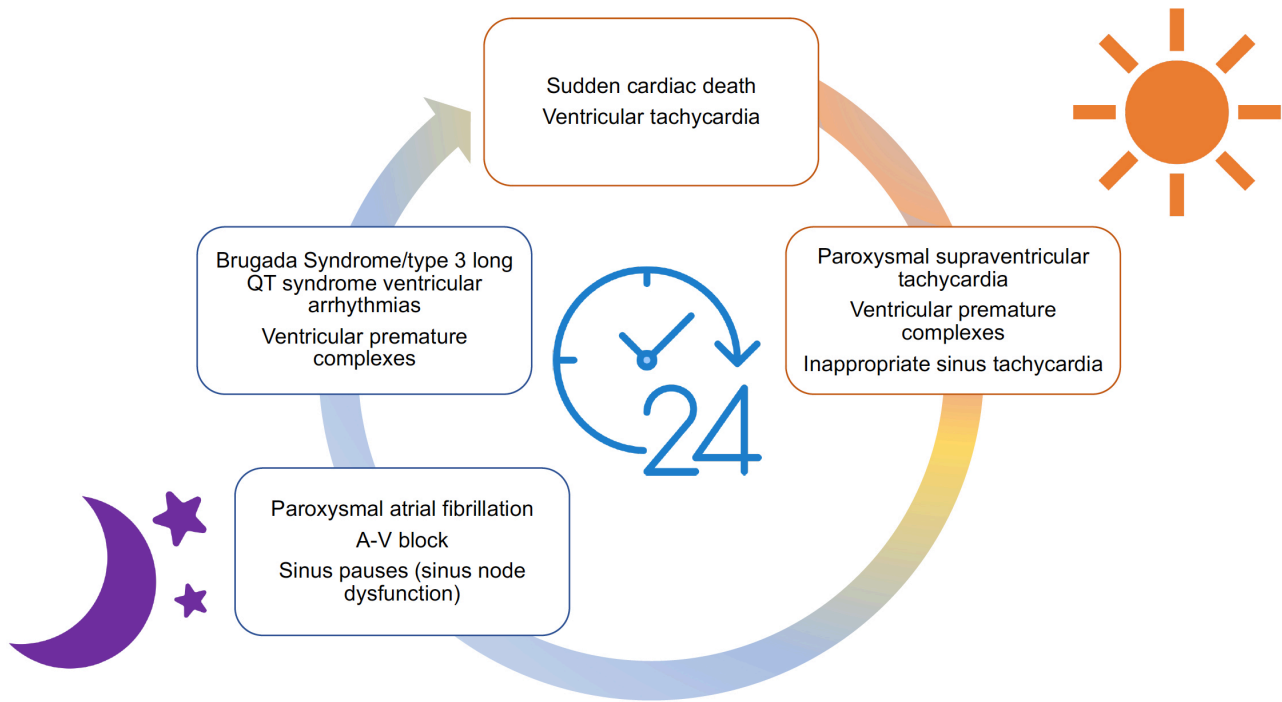 Sudden cardiac death
Ventricular tachycardia
Paroxysmal supraventricular
tachycardia
Ventricular premature
complexes
Inappropriate sinus tachycardia
Brugada Syndrome/type 3 long
QT syndrome ventricular
arrhythmias
Ventricular premature
complexes
24
Paroxysmal atrial fibrillation
A-V block
Sinus pauses (sinus node
dysfunction)